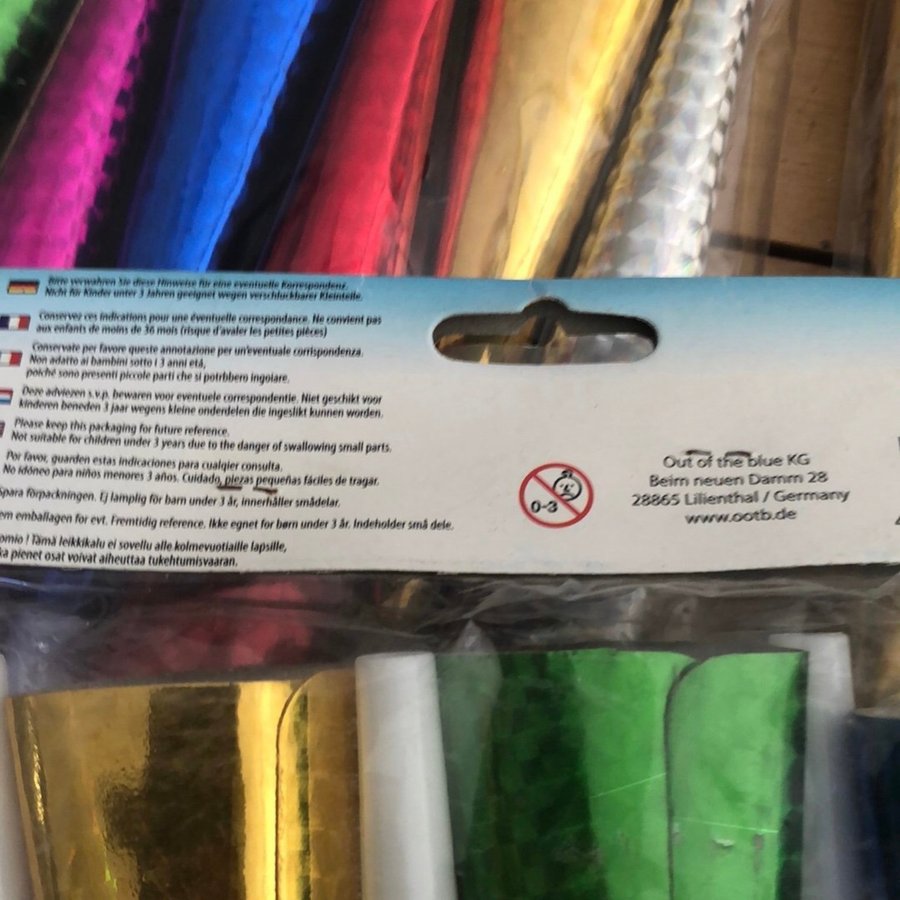 Bitte verwahren Sie diese Hinweise für eine eventuelle Korrespondenz.
Nicht für Kinder unter 3 Jahren geeignet wegen verschluckbarer Kleinteile.
Conservez ces indications pour une éventuelle correspondance. Ne convient pas
aux enfants de moins de 36 mois (risque d'avaler les petites pièces)
Conservate per favore queste annotazione per un'eventuale corrispondenza.
Non adatto ai bambini sotto i 3 anni etá,
poiché sono presenti piccole parti che si potrbbero ingoiare.
Deze adviezen s.v.p. bewaren voor eventuele correspondentie. Niet geschikt voor
kinderen beneden 3 jaar wegens kleine onderdelen die ingeslikt kunnen worden.
Please keep this packaging for future reference.
Not suitable for children under 3 years due to the danger of swallowing small parts.
Por favor, guarden estas indicaciones para cualqier consulta.
No idóneo para niños menores 3 años. Cuidado, piezas pequeñas fáciles de tragar.
Spara förpackningen. Ej lämplig för barn under 3 år, innerhåller smådelar.
emballagen for evt. Fremtidig reference. Ikke egnet for børn under 3 år. Indeholder små dele.
! Tämä leikkikalu ei sovellu alle kolmevuotiaille lapsille,
pienet osat voivat aiheuttaa tukehtumisvaaran.
0-3
Out of the blue KG
Beim neuen Damm 28
28865 Lilienthal / Germany
www.ootb.de